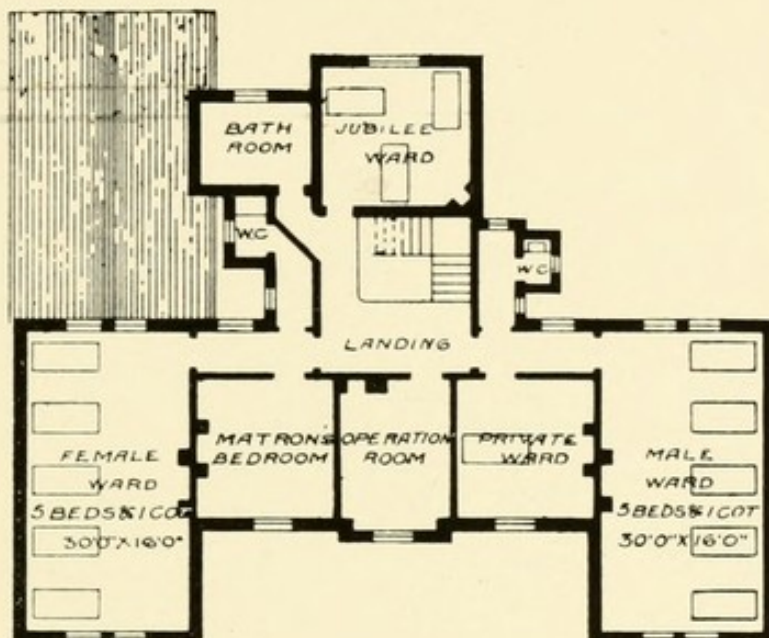 BATH
ROOM
JUBILEE
WARD
W.C
W C
LANDING
FEMALE
WARD
5 BEDS & 1 COT
30'0" X 16'0"
MATRONS
BEDROOM
OPERATION
ROOM
PRIVATE
WARD
MALE
WARD
5 BEDS & 1 COT
30'0" X 16'0"